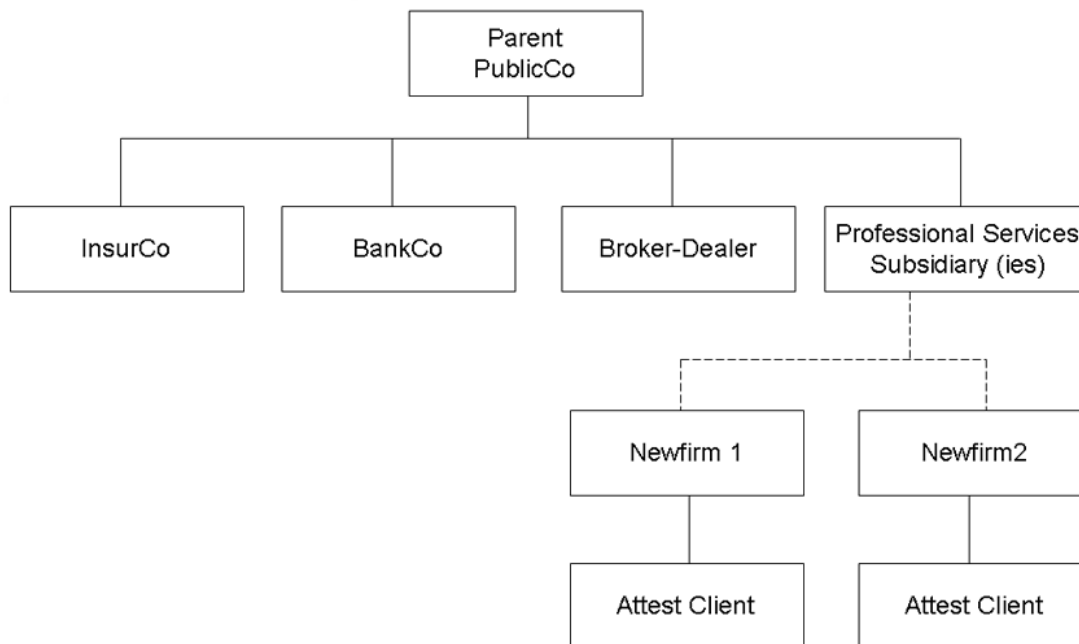 Parent
PublicCo
InsurCo
BankCo
Broker-Dealer
Professional Services
Subsidiary (ies)
Newfirm 1
Newfirm2
Attest Client
Attest Client